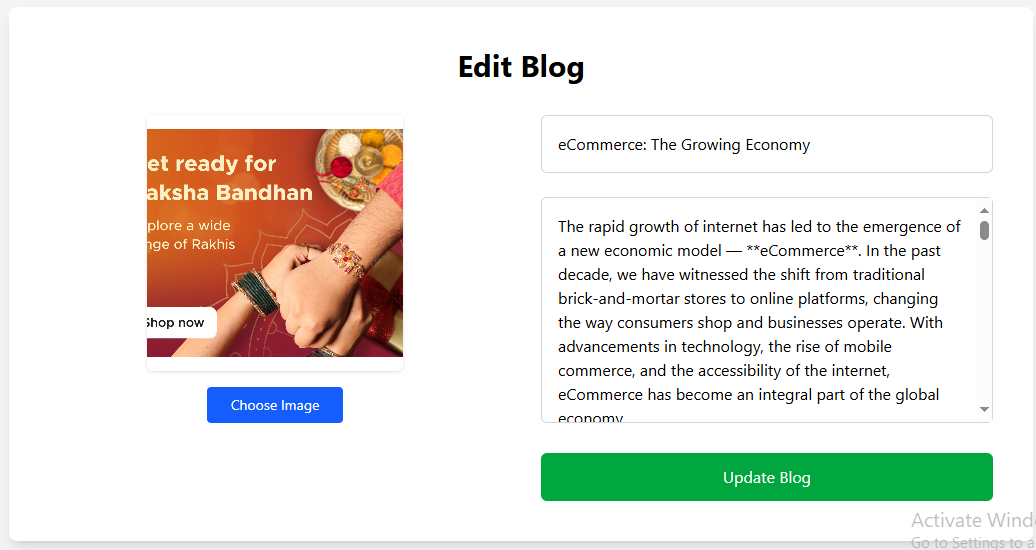 Edit Blog
et ready for
aksha Bandhan
plore a wide
nge of Rakhis
Shop now
Choose Image
eCommerce: The Growing Economy
The rapid growth of internet has led to the emergence of
a new economic model — **eCommerce**. In the past
decade, we have witnessed the shift from traditional
brick-and-mortar stores to online platforms, changing
the way consumers shop and businesses operate. With
advancements in technology, the rise of mobile
commerce, and the accessibility of the internet,
eCommerce has become an integral part of the global
economy
Update Blog
Activate Wind
Go to Settings to a